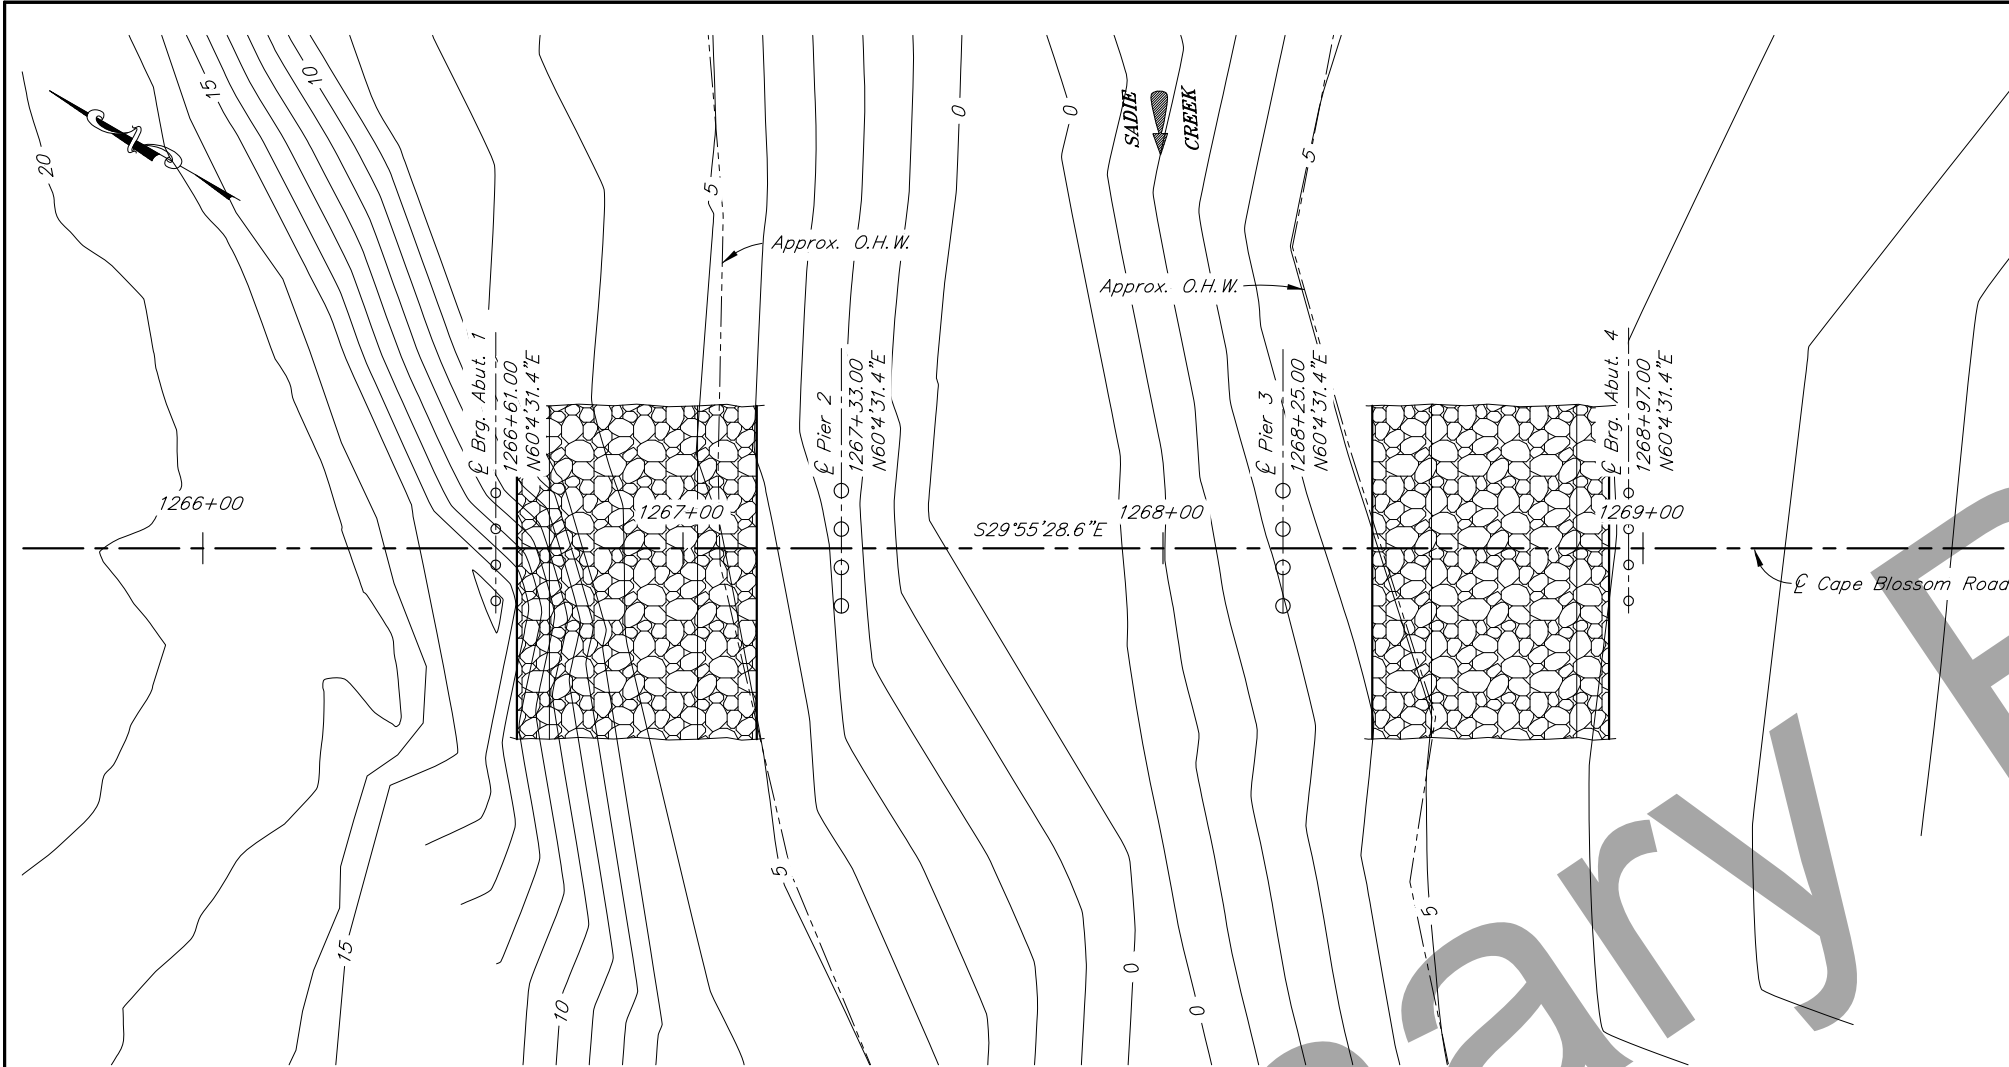 20
15
10
5
0
0
SADIE
CREEK
5
Approx. O.H.W.
Approx. O.H.W.
℄ Brg. Abut. 1
1266+61.00
N60°4'31.4"E
℄ Pier 2
1267+33.00
N60°4'31.4"E
℄ Pier 3
1268+25.00
N60°4'31.4"E
℄ Brg. Abut. 4
1268+97.00
N60°4'31.4"E
1266+00
1267+00
S29°55'28.6"E
1268+00
1269+00
℄ Cape Blossom Road
15
10
5
0
0
5
ary P